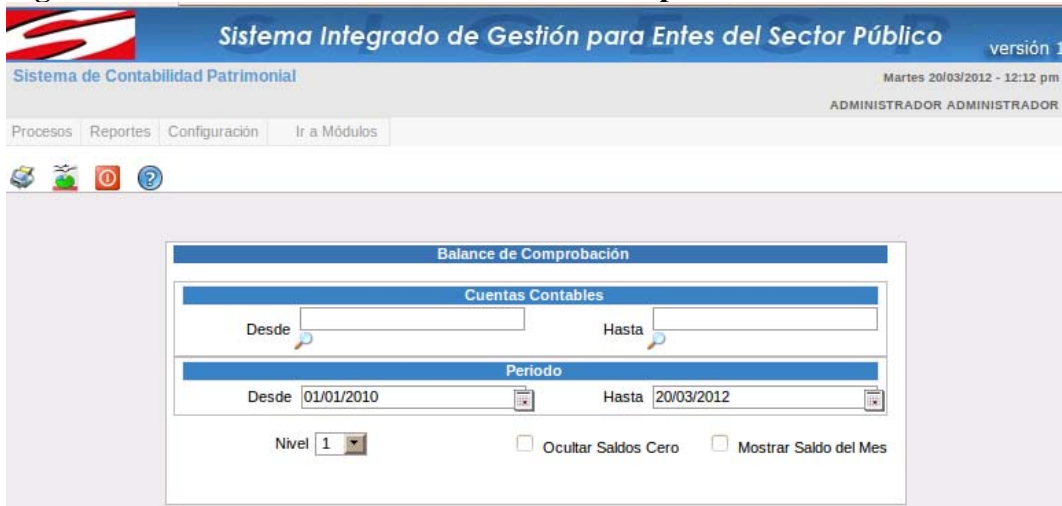 Sistema Integrado de Gestión para Entes del Sector Público
versión 1
Sistema de Contabilidad Patrimonial
Martes 20/03/2012 - 12:12 pm
ADMINISTRADOR ADMINISTRADOR
Procesos Reportes Configuración Ir a Módulos
Balance de Comprobación
Cuentas Contables
Desde Hasta
Periodo
Desde 01/01/2010 Hasta 20/03/2012
Nivel 1 Ocultar Saldos Cero Mostrar Saldo del Mes